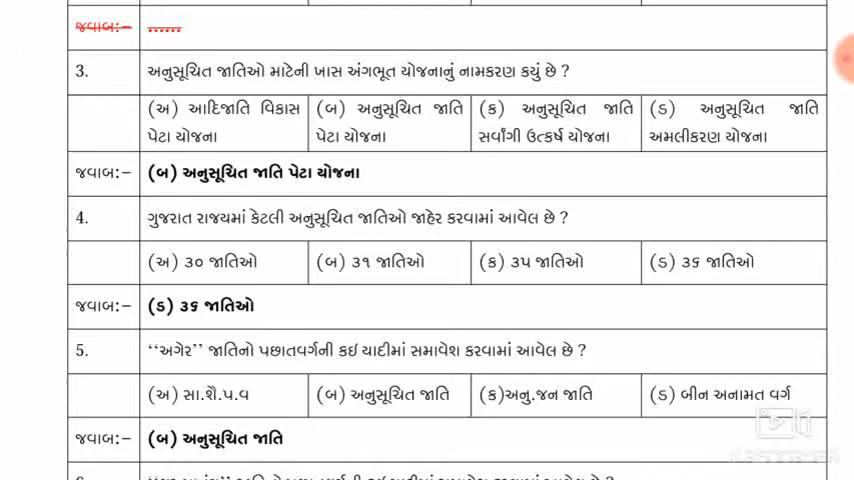 જવાબ:- ......
3. અનુસૂચિત જાતિઓ માટેની ખાસ અંગભૂત યોજનાનું નામકરણ કયું છે ?
(અ) આદિજાતિ વિકાસ પેટા યોજના
(બ) અનુસૂચિત જાતિ પેટા યોજના
(ક) અનુસૂચિત જાતિ સર્વાંગી ઉત્કર્ષ યોજના
(ડ) અનુસૂચિત જાતિ અમલીકરણ યોજના
જવાબ:- (બ) અનુસૂચિત જાતિ પેટા યોજના
4. ગુજરાત રાજયમાં કેટલી અનુસૂચિત જાતિઓ જાહેર કરવામાં આવેલ છે ?
(અ) ૩૦ જાતિઓ (બ) ૩૧ જાતિઓ (ક) ૩૫ જાતિઓ (ડ) ૩૬ જાતિઓ
જવાબ:- (ડ) ૩૬ જાતિઓ
5. ‘‘અગેર’’ જાતિનો પછાતવર્ગની કઈ યાદીમાં સમાવેશ કરવામાં આવેલ છે ?
(અ) સા.શૈ.પ.વ (બ) અનુસૂચિત જાતિ (ક)અનુ.જન જાતિ (ડ) બીન અનામત વર્ગ
જવાબ:- (બ) અનુસૂચિત જાતિ